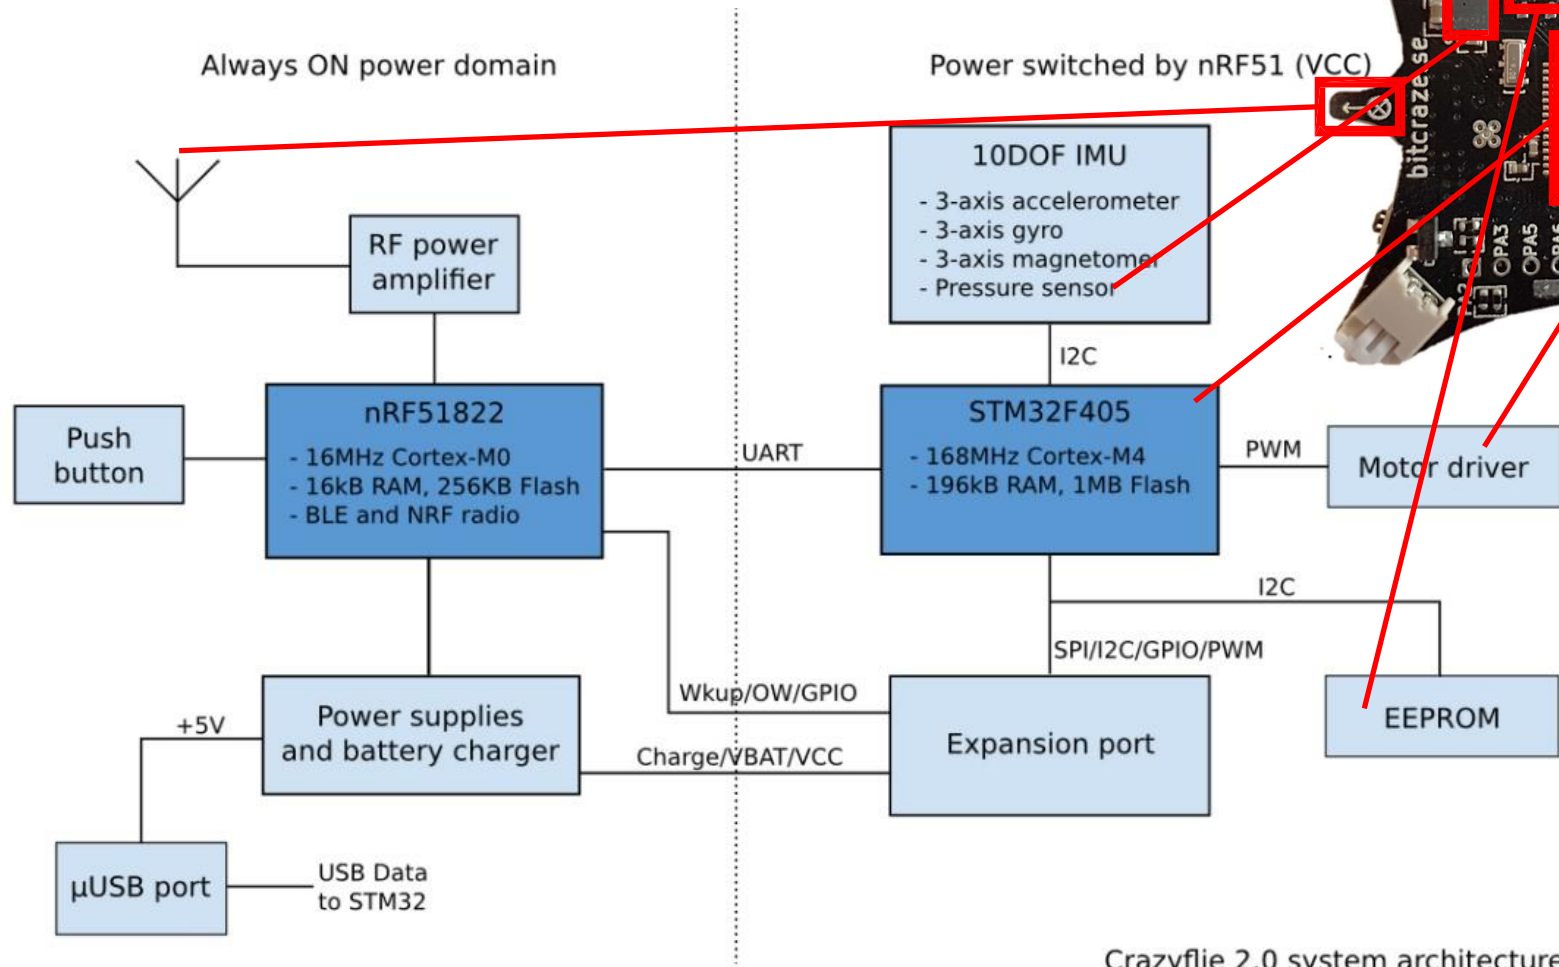 Always ON power domain
Power switched by nRF51 (VCC)
bitcraze.se
10DOF IMU
- 3-axis accelerometer
- 3-axis gyro
- 3-axis magnetometer
- Pressure sensor
RF power
amplifier
PA3
PA5
I2C
nRF51822
- 16MHz Cortex-M0
- 16kB RAM, 256KB Flash
- BLE and NRF radio
Push
button
UART
STM32F405
- 168MHz Cortex-M4
- 196kB RAM, 1MB Flash
PWM
Motor driver
I2C
SPI/I2C/GPIO/PWM
Wkup/OW/GPIO
Power supplies
and battery charger
+5V
Charge/VBAT/VCC
Expansion port
EEPROM
µUSB port
USB Data
to STM32
Crazyflie 2.0 system architecture